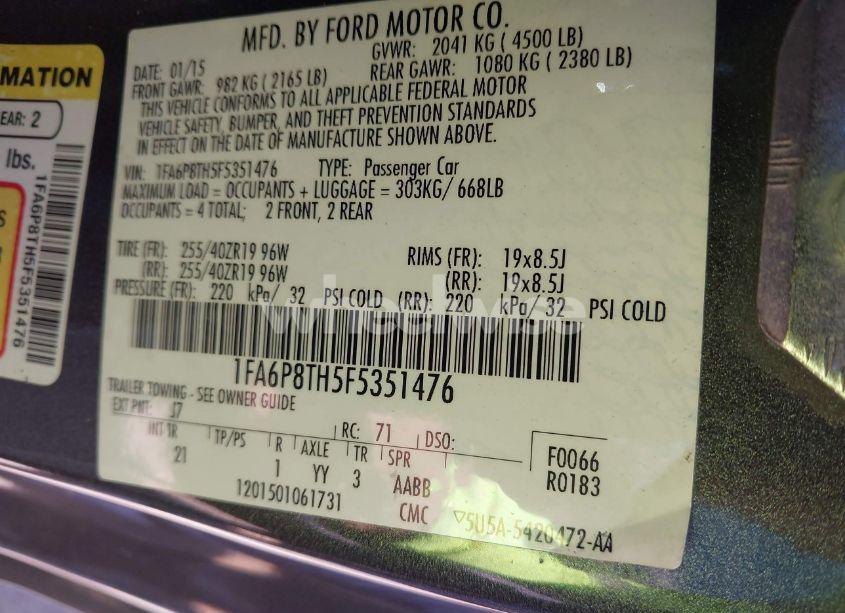 MFD. BY FORD MOTOR CO.
DATE: 01/15
GVWR: 2041 KG ( 4500 LB)
FRONT GAWR: 982 KG ( 2165 LB)
REAR GAWR: 1080 KG ( 2380 LB)
THIS VEHICLE CONFORMS TO ALL APPLICABLE FEDERAL MOTOR
VEHICLE SAFETY, BUMPER, AND THEFT PREVENTION STANDARDS
IN EFFECT ON THE DATE OF MANUFACTURE SHOWN ABOVE.
VIN: 1FA6P8TH5F5351476 TYPE: Passenger Car
MAXIMUM LOAD = OCCUPANTS + LUGGAGE = 303KG/ 668LB
OCCUPANTS = 4 TOTAL; 2 FRONT, 2 REAR
TIRE (FR): 255/40ZR19 96W RIMS (FR): 19x8.5J
(RR): 255/40ZR19 96W (RR): 19x8.5J
PRESSURE (FR): 220 kPa/ 32 PSI COLD (RR): 220 kPa/ 32 PSI COLD
wheelwise
1FA6P8TH5F5351476
TRAILER TOWING - SEE OWNER GUIDE
EXT PNT: J7 RC: 71 DSO:
INT TR TP/PS R AXLE TR SPR F0066
21 1 YY 3 AABB R0183
1201501061731 CMC ▽5U5A-5420472-AA
MATION
EAR: 2
lbs.
1FA6P8TH5F5351476